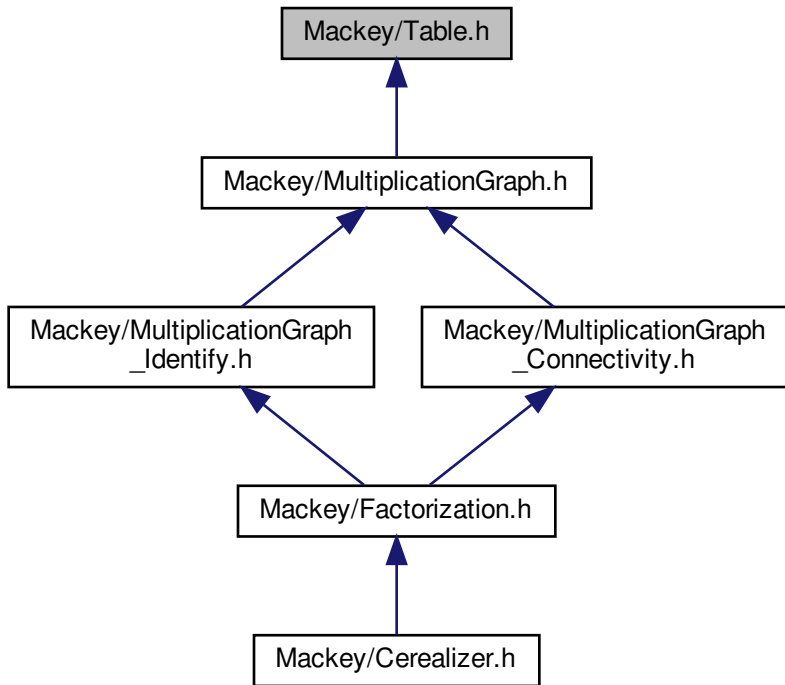 Mackey/Table.h
Mackey/MultiplicationGraph.h
Mackey/MultiplicationGraph
_Identify.h
Mackey/MultiplicationGraph
_Connectivity.h
Mackey/Factorization.h
Mackey/Cerealizer.h